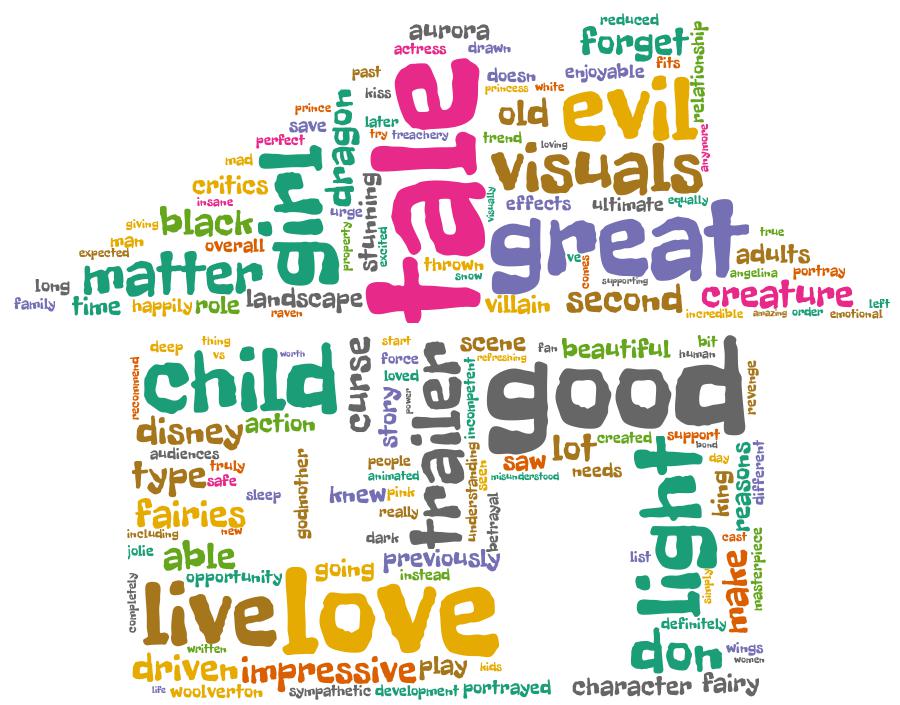 aurora
reduced
actress
drawn
forget
relationship
past
doesn
enjoyable
fits
kiss
princess
white
tale
prince
dragon
old
evil
save
later
perfect
try
treachery
trend
loving
anymore
mad
girl
visuals
critics
stunning
insane
urge
visually
effects
ultimate
equally
giving
black
great
man
overall
property
excited
true
expected
ve
adults
matter
thrown
comes
angelina
portray
long
snow
supporting
family
time
happily
role
landscape
villain
second
creature
left
raven
incredible
amazing
order
emotional
deep
thing
vs
worth
start
scene
fan
beautiful
bit
human
recommend
child
curse
force
trailer
refreshing
good
revenge
loved
power
story
incompetent
disney
action
created
support
bond
audiences
lot
type
truly
safe
people
saw
needs
day
reasons
different
animated
understanding
seen
misunderstood
light
king
sleep
godmother
knew
pink
fairies
really
betrayal
including
new
dark
cast
jolie
able
previously
list
masterpiece
opportunity
going
instead
simply
make
completely
live
love
definitely
written
don
wings
women
driven
impressive
play
kids
life
woolverton
sympathetic
development
portrayed
character
fairy